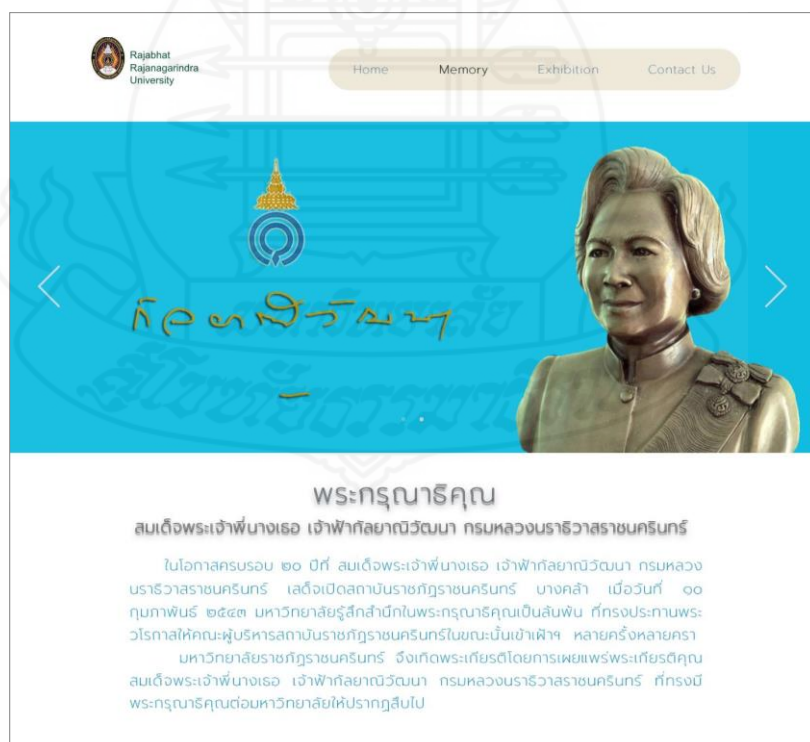 Rajabhat
Rajanagarindra
University
Home Memory Exhibition Contact Us
กัลยาณิวัฒนา
พระกรุณาธิคุณ
สมเด็จพระเจ้าพี่นางเธอ เจ้าฟ้ากัลยาณิวัฒนา กรมหลวงนราธิวาสราชนครินทร์
ในโอกาสครบรอบ ๒๐ ปีที่ สมเด็จพระเจ้าพี่นางเธอ เจ้าฟ้ากัลยาณิวัฒนา กรมหลวง
นราธิวาสราชนครินทร์ เสด็จเปิดสถาบันราชภัฏราชนครินทร์ บางคล้า เมื่อวันที่ ๑๐
กุมภาพันธ์ ๒๕๔๓ มหาวิทยาลัยรู้สึกสำนึกในพระกรุณาธิคุณเป็นล้นพ้น ที่ทรงประทานพระ
วโรกาสให้คณะผู้บริหารสถาบันราชภัฏราชนครินทร์ในขณะนั้นเข้าเฝ้าฯ หลายครั้งหลายครา
มหาวิทยาลัยราชภัฏราชนครินทร์ จึงเทิดพระเกียรติโดยการเผยแพร่พระเกียรติคุณ
สมเด็จพระเจ้าพี่นางเธอ เจ้าฟ้ากัลยาณิวัฒนา กรมหลวงนราธิวาสราชนครินทร์ ที่ทรงมี
พระกรุณาธิคุณต่อมหาวิทยาลัยให้ปรากฏสืบไป